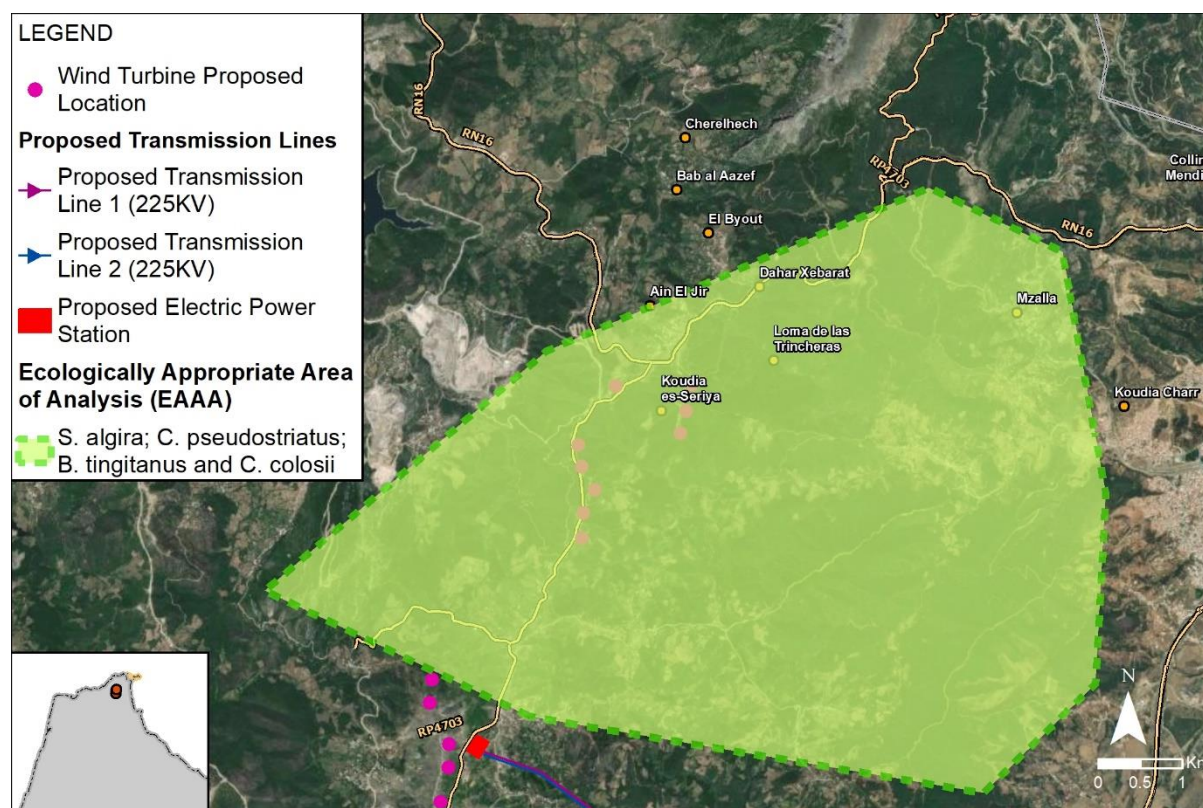 LEGEND
Wind Turbine Proposed
Location
Proposed Transmission Lines
Proposed Transmission
Line 1 (225KV)
Proposed Transmission
Line 2 (225KV)
Proposed Electric Power
Station
Ecologically Appropriate Area
of Analysis (EAAA)
S. algira; C. pseudostriatus;
B. tingitanus and C. colosii
RN16
RN16
Cherelhech
Bab al Aazef
El Byout
RP4703
Collin
Mendi
RN16
Dahar Xebarat
Ain El Jir
Mzalla
Loma de las
Trincheras
Koudia
es-Seriya
Koudia Charr
RP4703
N
Km
0 0.5 1